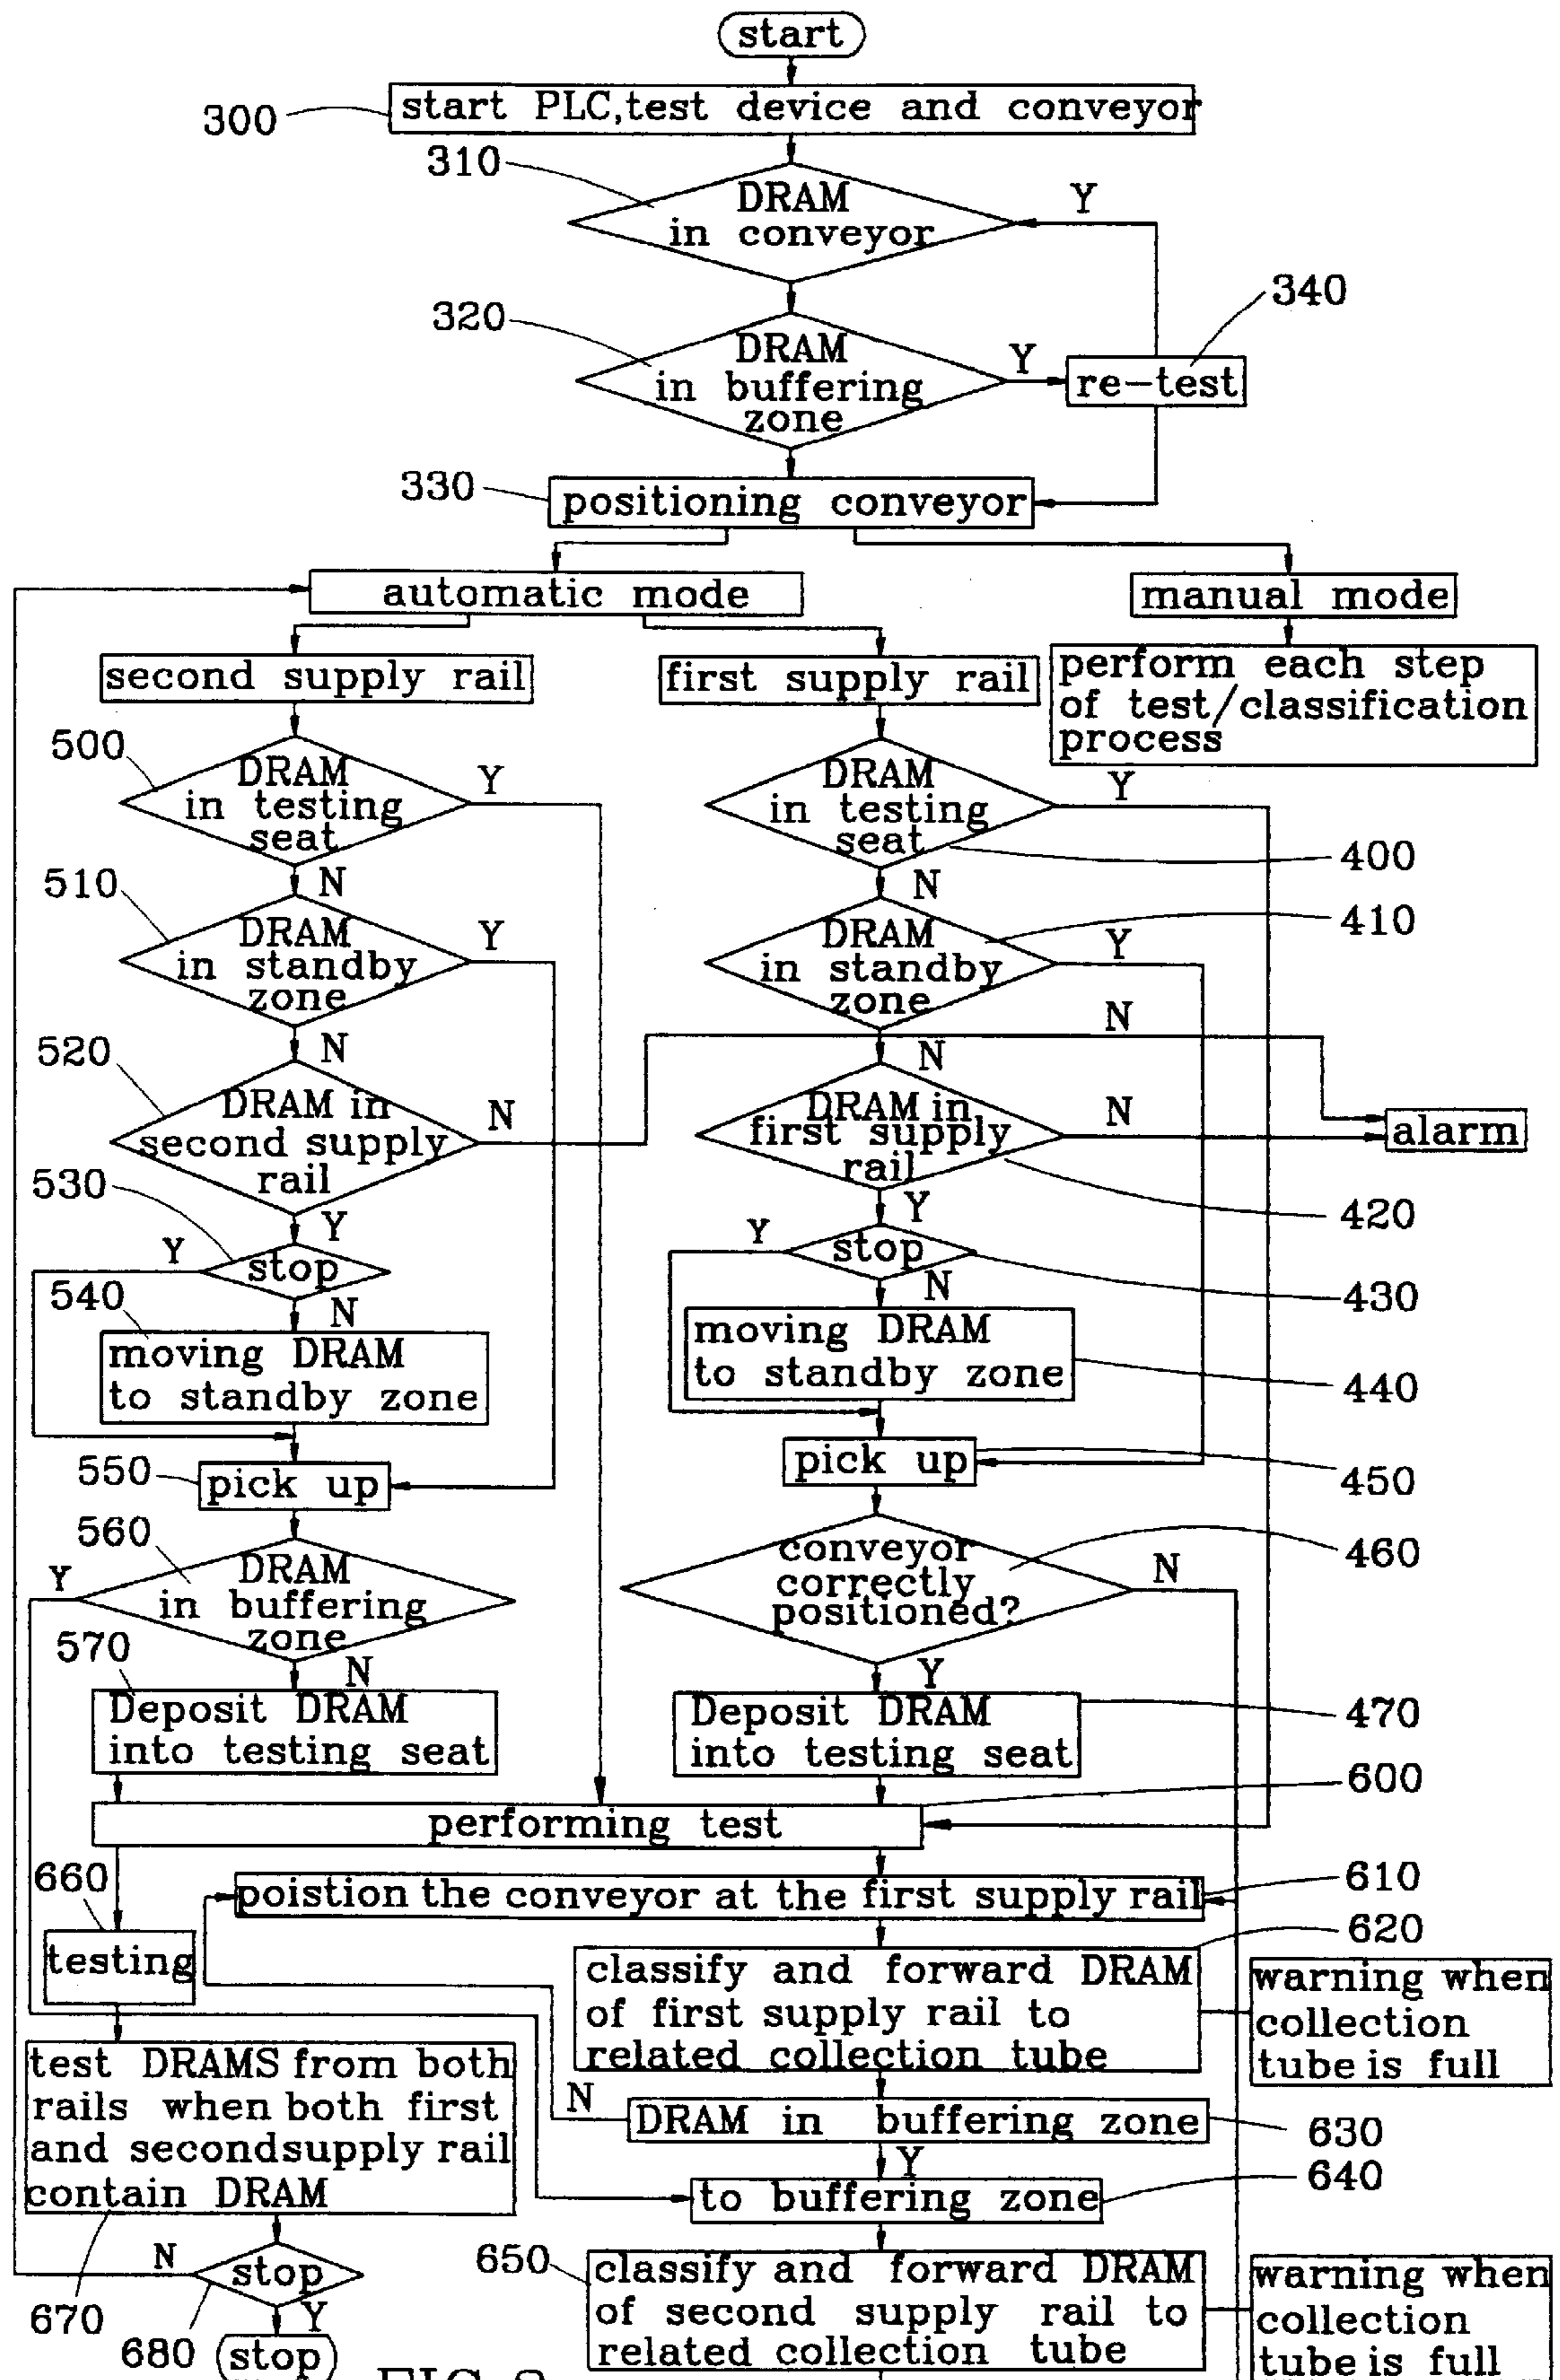 start
start PLC,test device and conveyor
300
310
DRAM
in conveyor
Y
340
320
DRAM
in buffering
zone
Y
re-test
330
positioning conveyor
automatic mode
manual mode
second supply rail
first supply rail
perform each step
of test/classification
process
500
DRAM
in testing
seat
Y
DRAM
in testing
seat
Y
400
N
N
510
DRAM
in standby
zone
Y
DRAM
in standby
zone
Y
410
N
N
N
520
DRAM in
second supply
rail
N
DRAM in
first supply
rail
N
alarm
420
530
Y
Y
Y
stop
Y
stop
430
540
N
N
moving DRAM
to standby zone
moving DRAM
to standby zone
440
550
pick up
pick up
450
560
Y
DRAM
in buffering
zone
conveyor
correctly
positioned?
N
460
570
N
Y
Deposit DRAM
into testing seat
Deposit DRAM
into testing seat
470
600
performing test
660
poistion the conveyor at the first supply rail
610
620
testing
classify and forward DRAM
of first supply rail to
related collection tube
warning when
collection
tube is full
test DRAMS from both
rails when both first
and secondsupply rail
contain DRAM
N
DRAM in buffering zone
630
Y
640
to buffering zone
N
stop
670
680
Y
stop
650
classify and forward DRAM
of second supply rail to
related collection tube
warning when
collection
tube is full